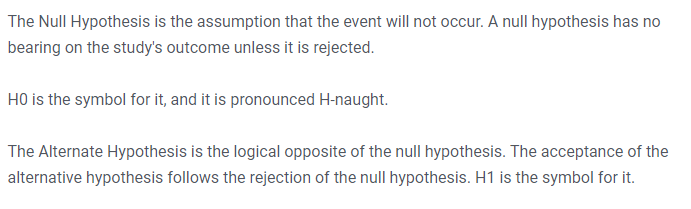 The Null Hypothesis is the assumption that the event will not occur. A null hypothesis has no
bearing on the study's outcome unless it is rejected.
H0 is the symbol for it, and it is pronounced H-naught.
The Alternate Hypothesis is the logical opposite of the null hypothesis. The acceptance of the
alternative hypothesis follows the rejection of the null hypothesis. H1 is the symbol for it.